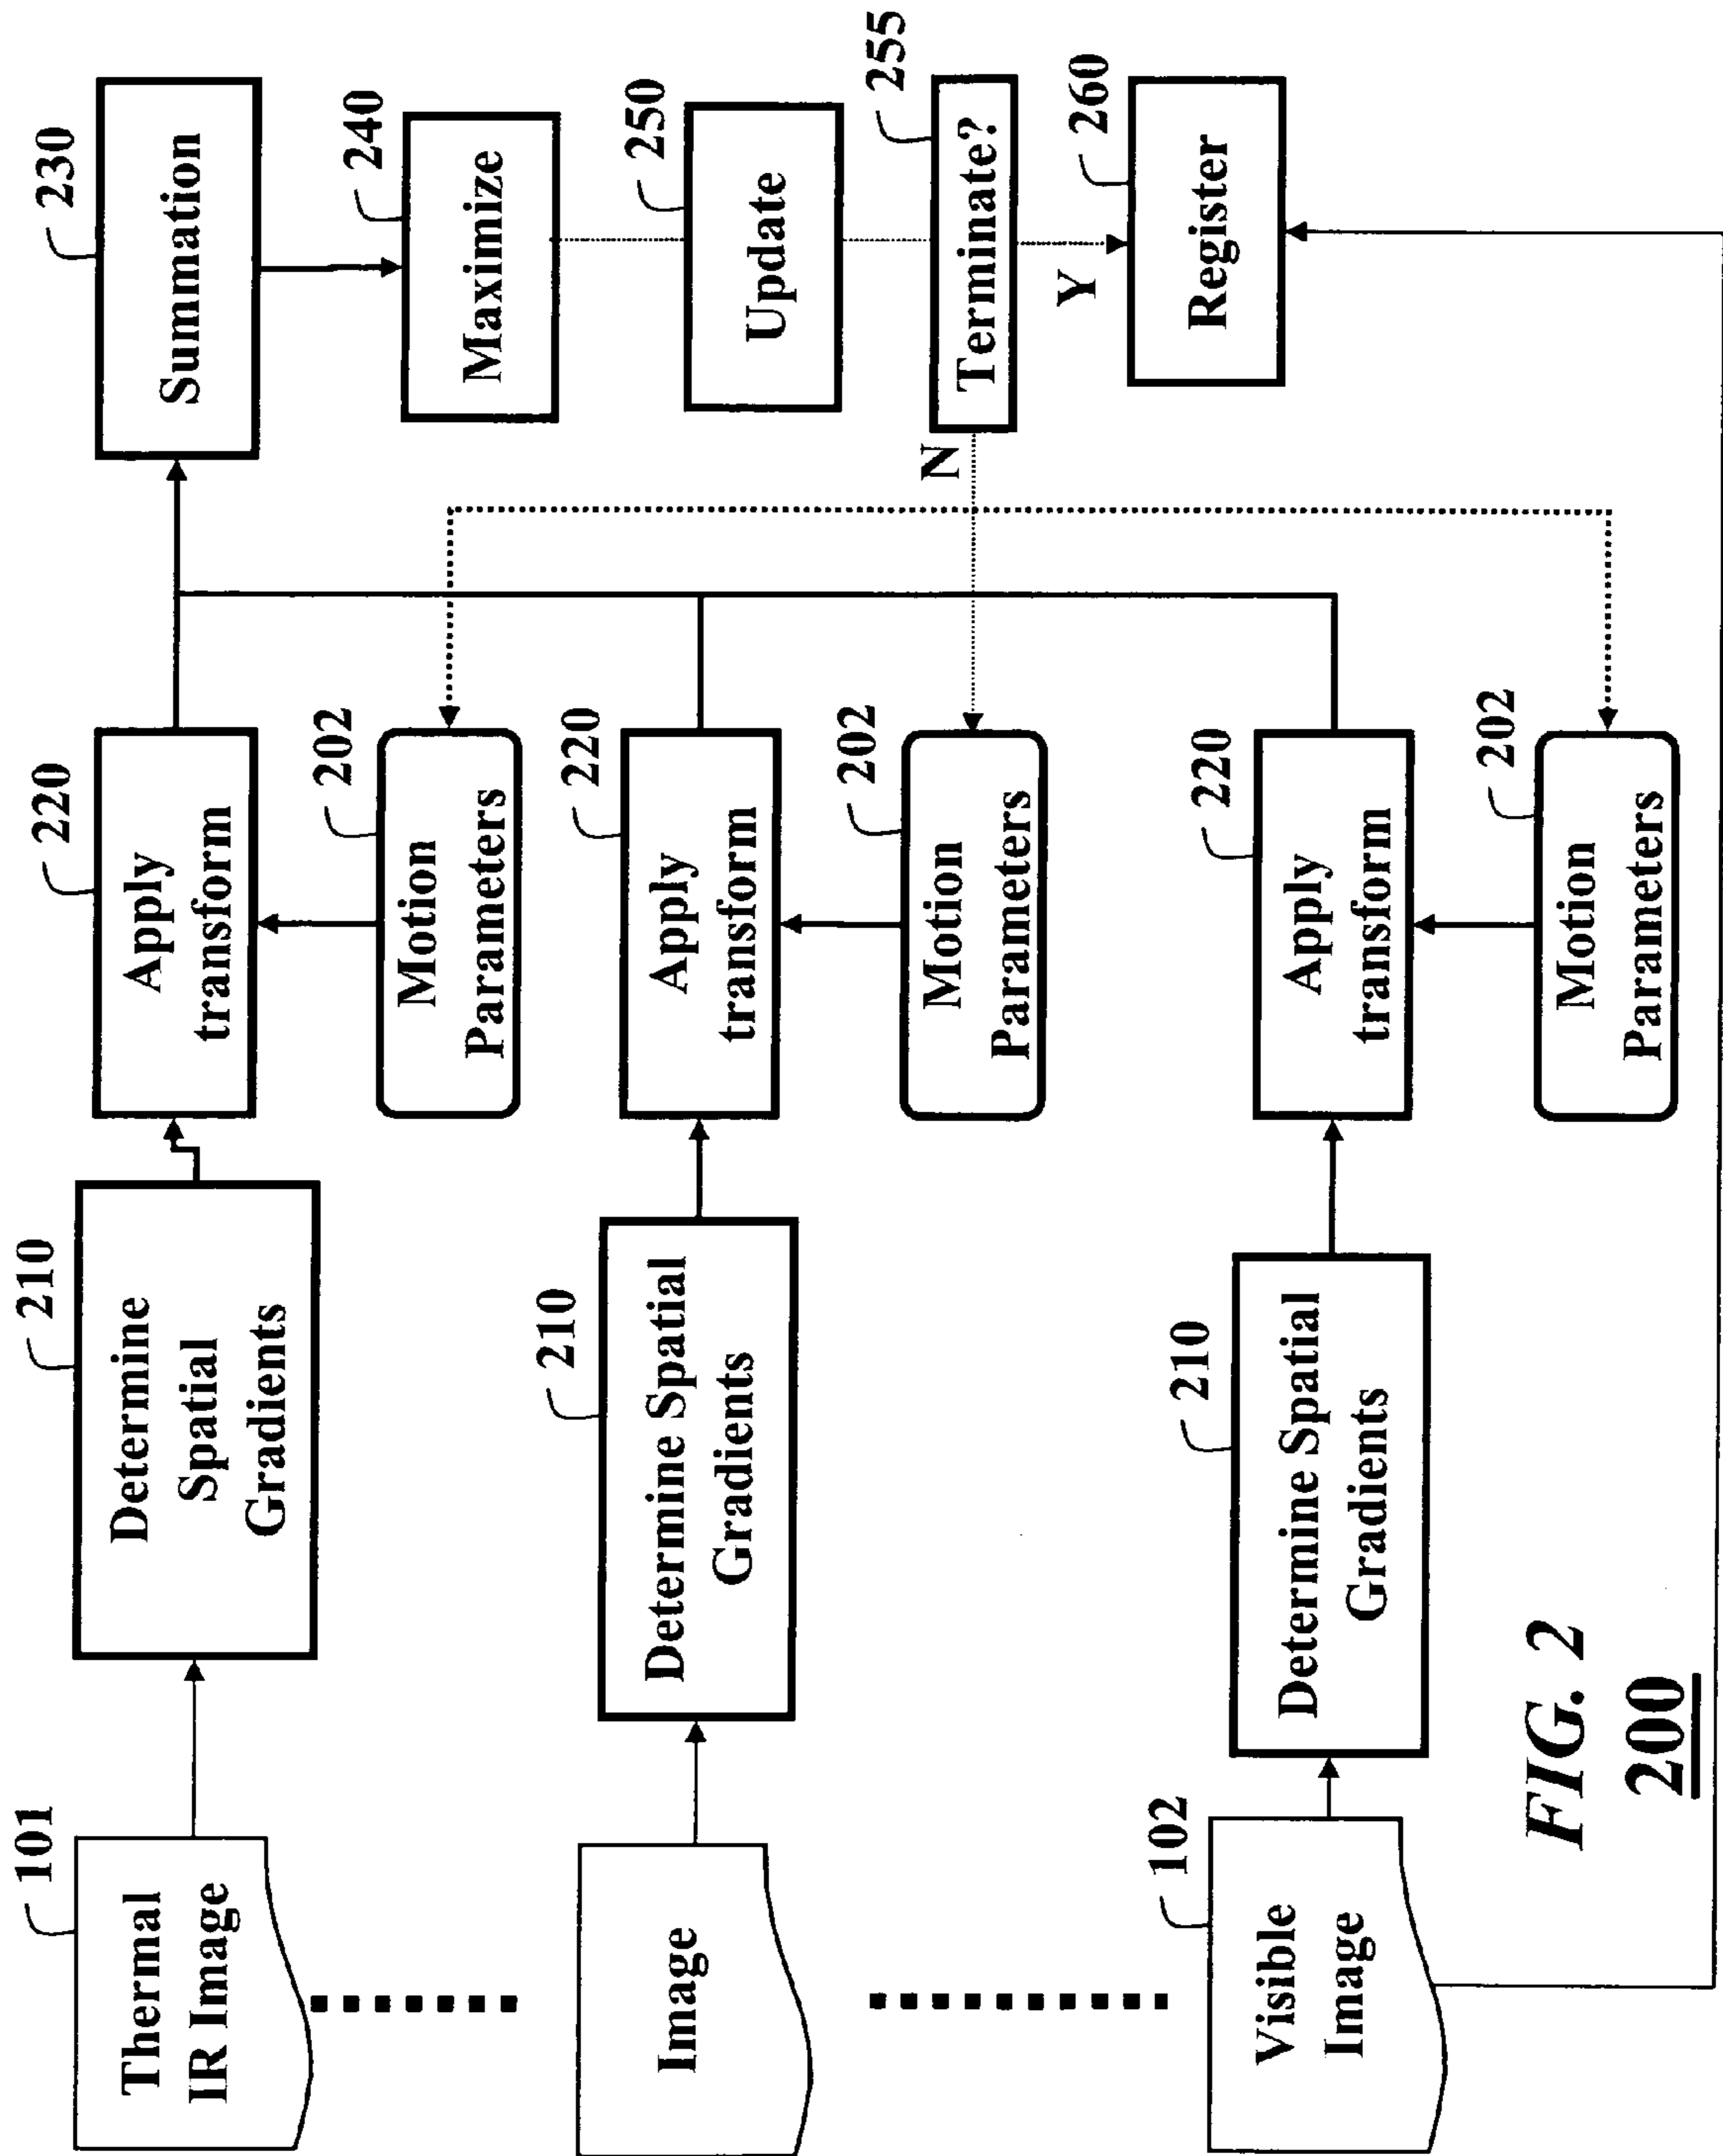 101
Thermal
IR Image
210
Determine
Spatial
Gradients
220
Apply
transform
202
Motion
Parameters
230
Summation
240
Maximize
250
Update
255
Terminate?
N
Y
260
Register
Image
210
Determine Spatial
Gradients
220
Apply
transform
202
Motion
Parameters
102
Visible
Image
210
Determine Spatial
Gradients
220
Apply
transform
202
Motion
Parameters
FIG. 2
200